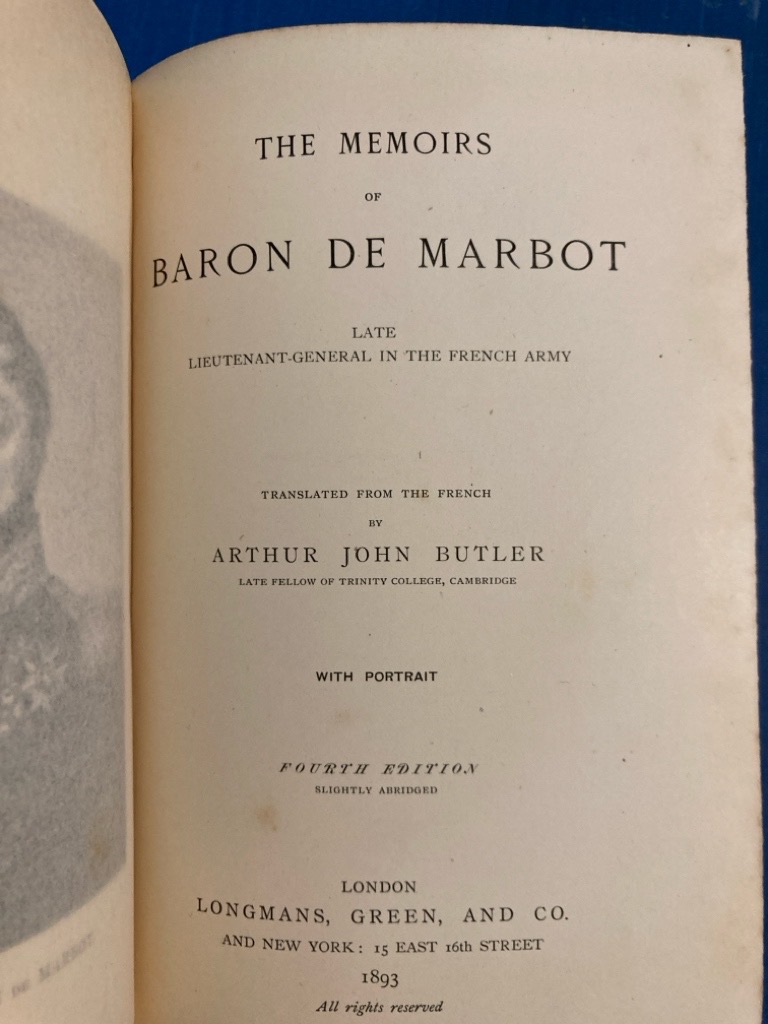 THE MEMOIRS
OF
BARON DE MARBOT
LATE
LIEUTENANT-GENERAL IN THE FRENCH ARMY
TRANSLATED FROM THE FRENCH
BY
ARTHUR JOHN BUTLER
LATE FELLOW OF TRINITY COLLEGE, CAMBRIDGE
WITH PORTRAIT
FOURTH EDITION
SLIGHTLY ABRIDGED
LONDON
LONGMANS, GREEN, AND CO.
AND NEW YORK: 15 EAST 16th STREET
1893
All rights reserved
DE MARBOT